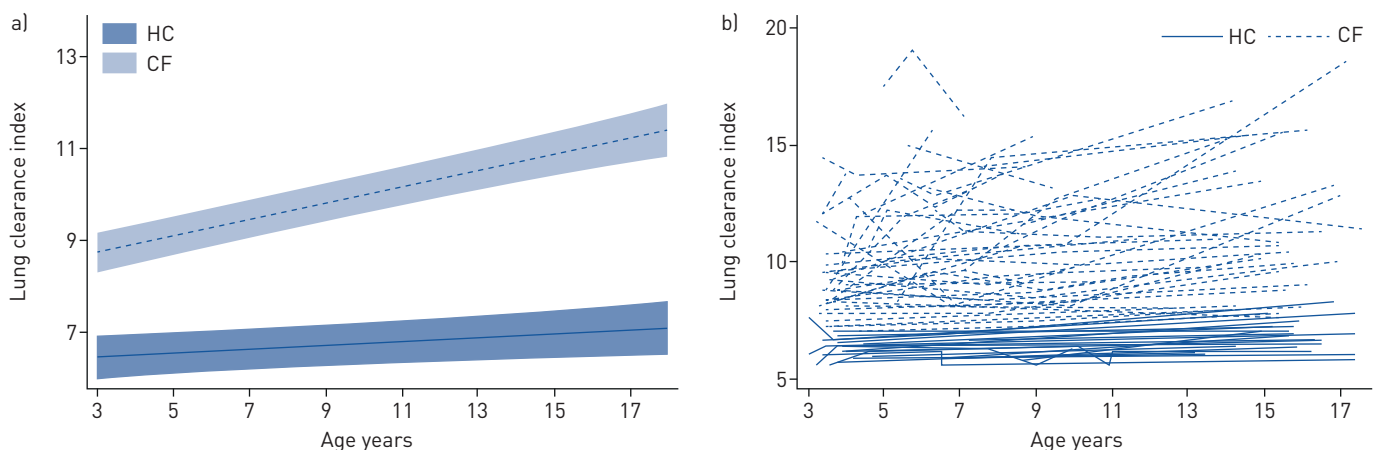 a)
HC
CF
Lung clearance index
13
11
9
7
3 5 7 9 11 13 15 17
Age years
b)
HC CF
Lung clearance index
20
15
10
5
3 5 7 9 11 13 15 17
Age years